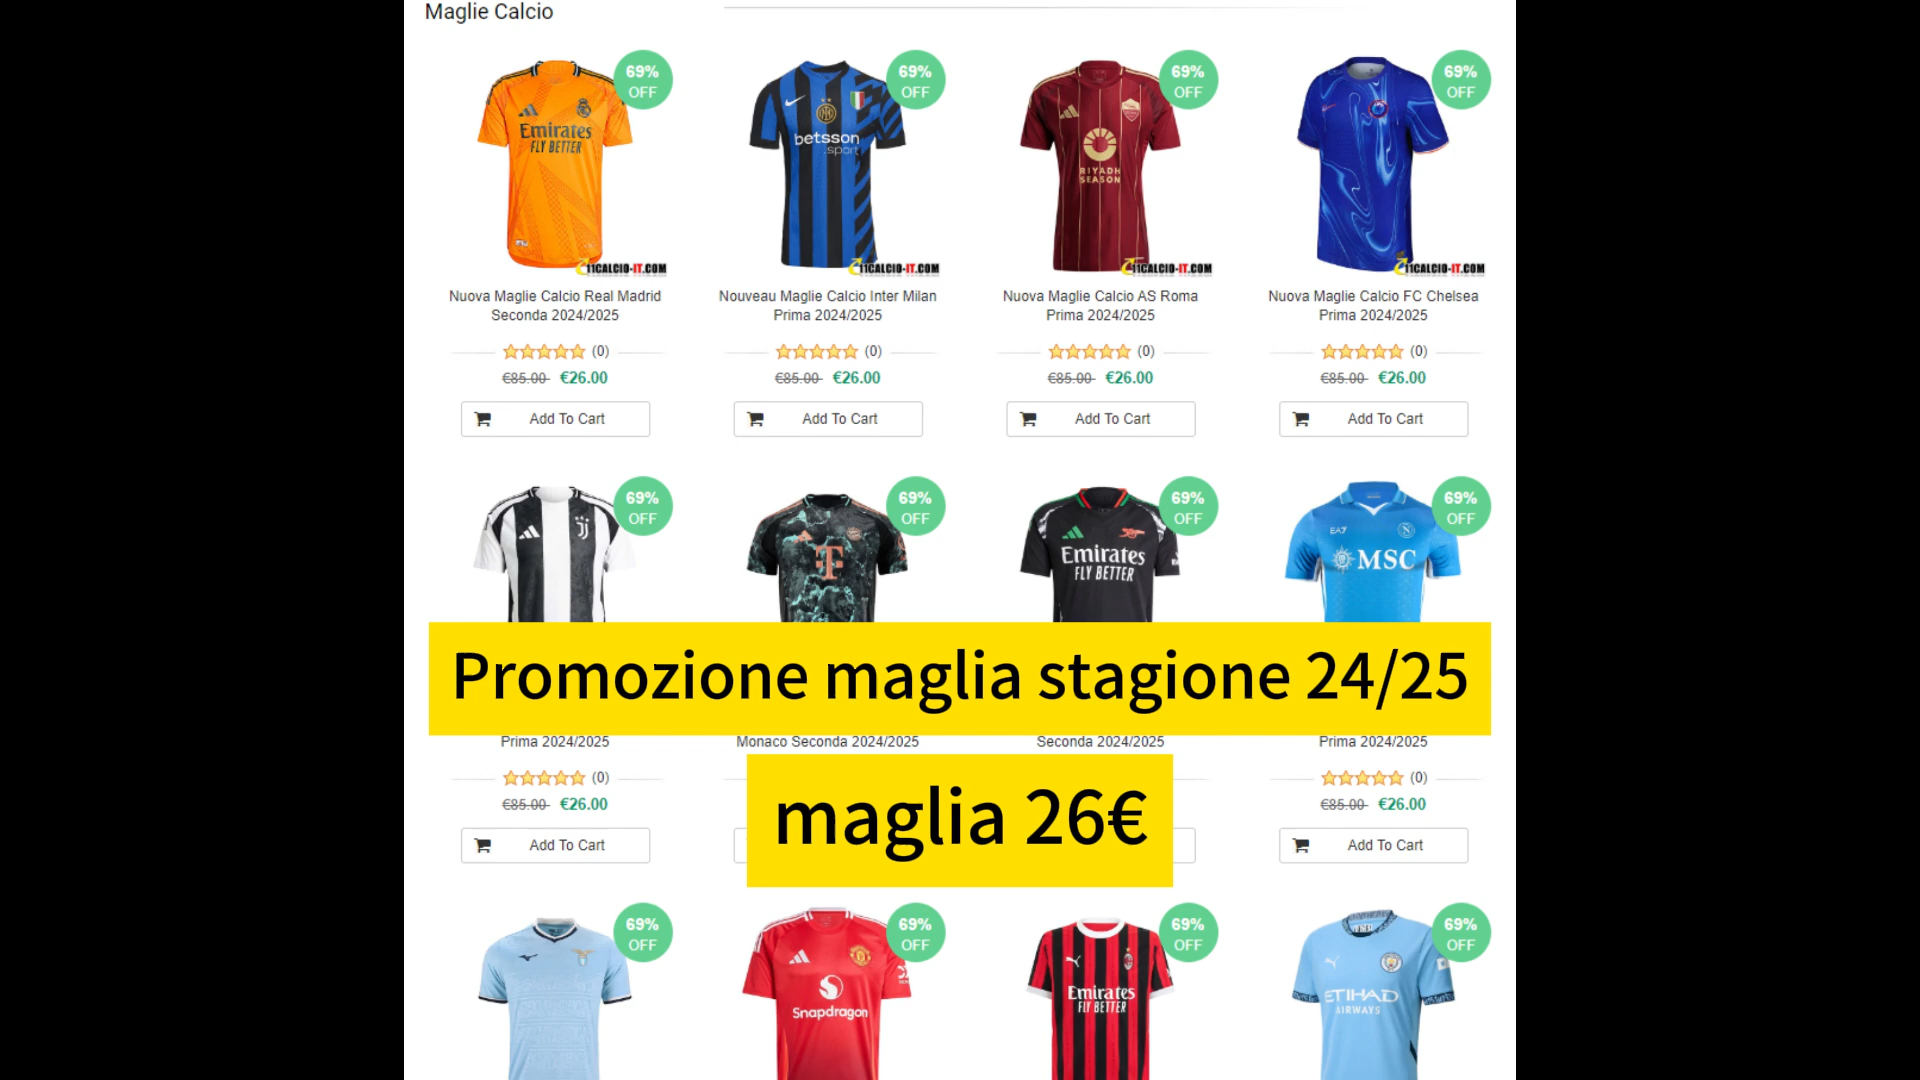 Maglie Calcio
69%
OFF
69%
OFF
69%
OFF
69%
OFF
Emirates
FLY BETTER
betsson
.sport
RIYADH
SEASON
11CALCIO-IT.COM
11CALCIO-IT.COM
11CALCIO-IT.COM
11CALCIO-IT.COM
Nuova Maglie Calcio Real Madrid
Seconda 2024/2025
Nouveau Maglie Calcio Inter Milan
Prima 2024/2025
Nuova Maglie Calcio AS Roma
Prima 2024/2025
Nuova Maglie Calcio FC Chelsea
Prima 2024/2025
(0)
(0)
(0)
(0)
€85.00 €26.00
€85.00 €26.00
€85.00 €26.00
€85.00 €26.00
Add To Cart
Add To Cart
Add To Cart
Add To Cart
69%
OFF
69%
OFF
69%
OFF
69%
OFF
T
Emirates
FLY BETTER
EA7
MSC
Promozione maglia stagione 24/25
Prima 2024/2025
Monaco Seconda 2024/2025
Seconda 2024/2025
Prima 2024/2025
(0)
(0)
maglia 26€
€85.00 €26.00
€85.00 €26.00
Add To Cart
Add To Cart
69%
OFF
69%
OFF
69%
OFF
69%
OFF
Snapdragon
Emirates
FLY BETTER
ETIHAD
AIRWAYS